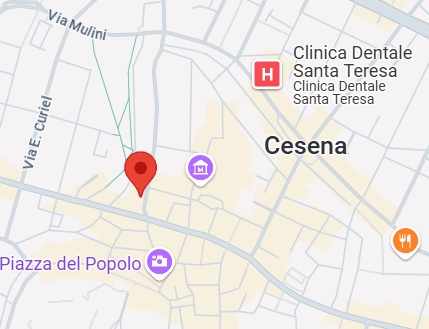 Via Mulini
Clinica Dentale
Santa Teresa
Clinica Dentale
Santa Teresa
H
Via E. Curiel
Cesena
Piazza del Popolo